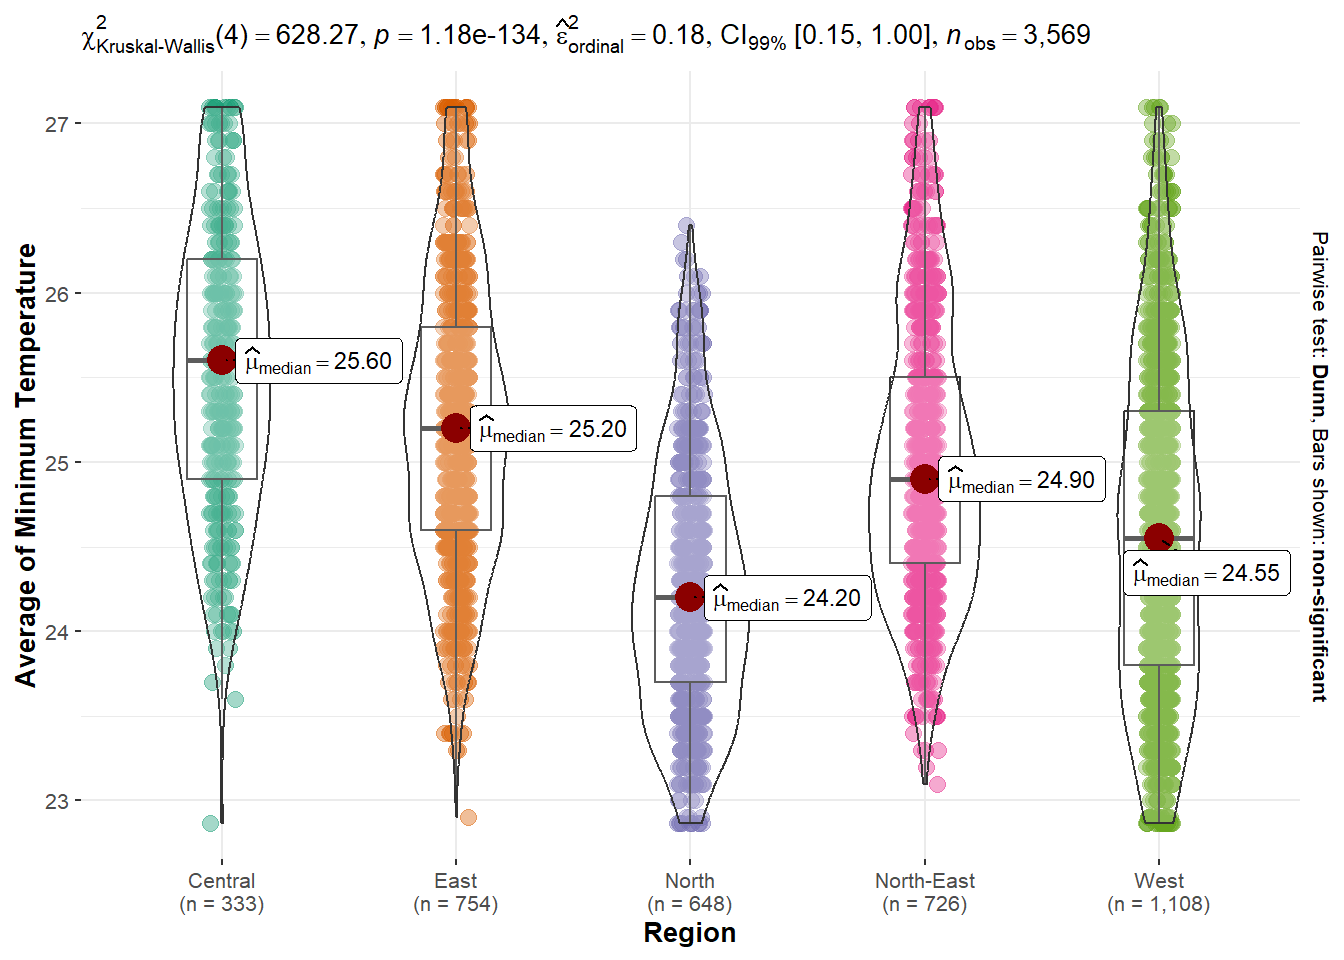 χ²Kruskal-Wallis(4) = 628.27, p = 1.18e-134, ε̂²ordinal = 0.18, CI99% [0.15, 1.00], nobs = 3,569
27
26
25
24
23
Average of Minimum Temperature
μ̂median = 25.60
μ̂median = 25.20
μ̂median = 24.20
μ̂median = 24.90
μ̂median = 24.55
Pairwise test: Dunn, Bars shown: non-significant
Central East North North-East West
(n = 333) (n = 754) (n = 648) (n = 726) (n = 1,108)
Region